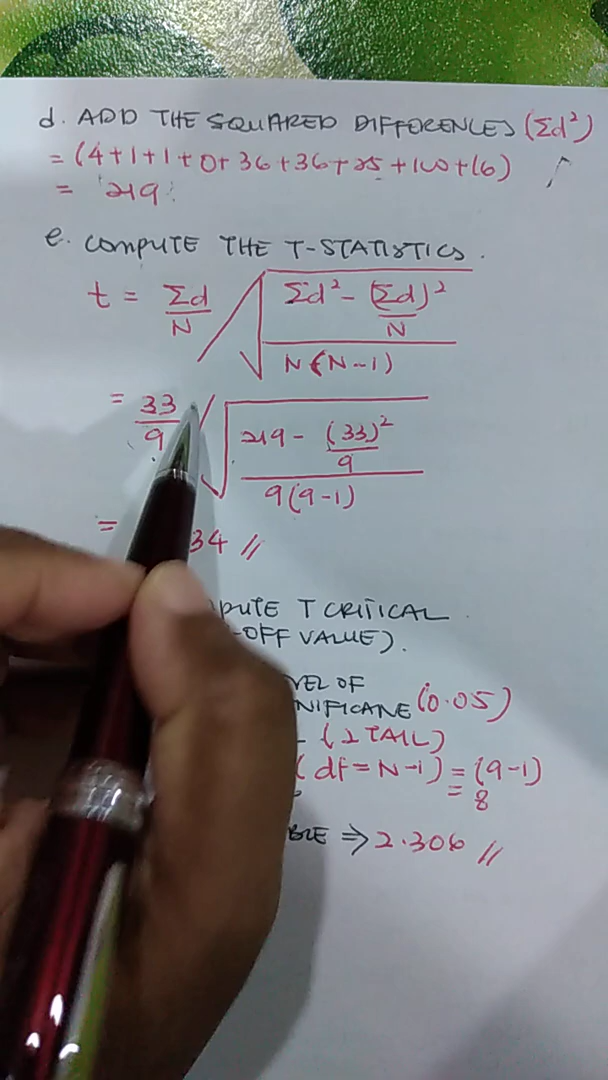 d. ADD THE SQUARED DIFFERENCES (Σd²)
= (4+1+1+0+36+36+25+100+16)
= 219
e. COMPUTE THE T-STATISTICS.
t = Σd/N / √((Σd² - (Σd)²/N) / N(N-1))
= 33/9 / √((219 - (33)²/9) / 9(9-1))
= 34 //
PUTE T CRITICAL
-OFF VALUE).
VEL OF
NIFICANE (0.05)
(2 TAIL)
(df=N-1) = (9-1)
= 8
BLE ⇒ 2.306 //